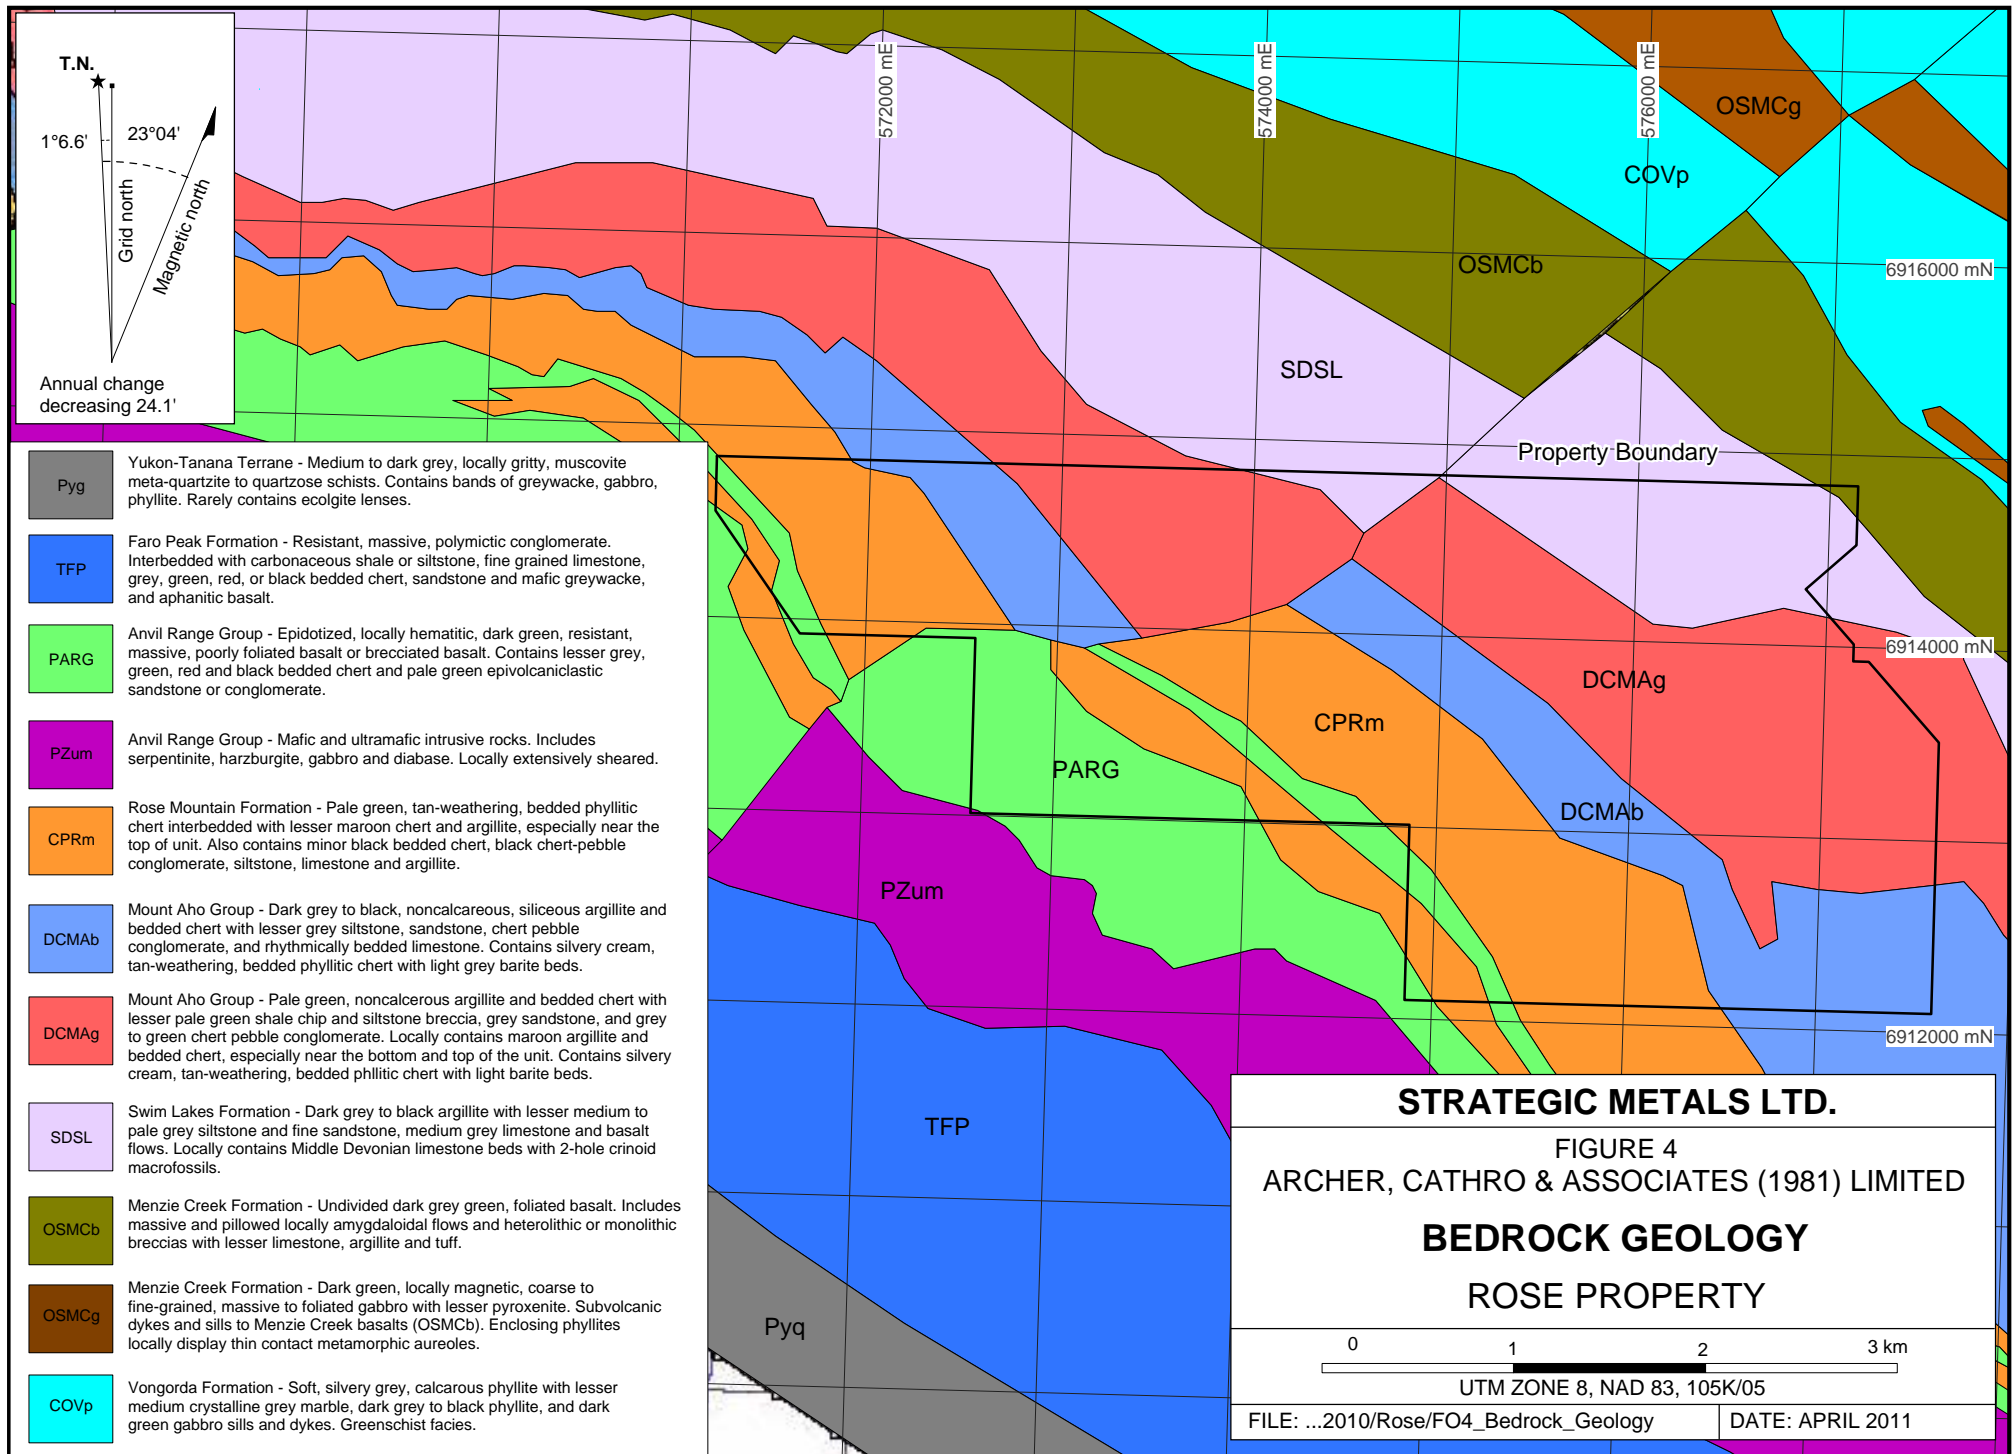 T.N.
1°6.6'
23°04'
Grid north
Magnetic north
Annual change
decreasing 24.1'
572000 mE
574000 mE
576000 mE
6916000 mN
6914000 mN
6912000 mN
OSMCg
COVp
OSMCb
SDSL
Property Boundary
DCMAg
CPRm
PARG
DCMAb
PZum
TFP
Pyq
Pyg
Yukon-Tanana Terrane - Medium to dark grey, locally gritty, muscovite
meta-quartzite to quartzose schists. Contains bands of greywacke, gabbro,
phyllite. Rarely contains ecolgite lenses.
TFP
Faro Peak Formation - Resistant, massive, polymictic conglomerate.
Interbedded with carbonaceous shale or siltstone, fine grained limestone,
grey, green, red, or black bedded chert, sandstone and mafic greywacke,
and aphanitic basalt.
PARG
Anvil Range Group - Epidotized, locally hematitic, dark green, resistant,
massive, poorly foliated basalt or brecciated basalt. Contains lesser grey,
green, red and black bedded chert and pale green epivolcaniclastic
sandstone or conglomerate.
PZum
Anvil Range Group - Mafic and ultramafic intrusive rocks. Includes
serpentinite, harzburgite, gabbro and diabase. Locally extensively sheared.
CPRm
Rose Mountain Formation - Pale green, tan-weathering, bedded phyllitic
chert interbedded with lesser maroon chert and argillite, especially near the
top of unit. Also contains minor black bedded chert, black chert-pebble
conglomerate, siltstone, limestone and argillite.
DCMAb
Mount Aho Group - Dark grey to black, noncalcareous, siliceous argillite and
bedded chert with lesser grey siltstone, sandstone, chert pebble
conglomerate, and rhythmically bedded limestone. Contains silvery cream,
tan-weathering, bedded phyllitic chert with light grey barite beds.
DCMAg
Mount Aho Group - Pale green, noncalcerous argillite and bedded chert with
lesser pale green shale chip and siltstone breccia, grey sandstone, and grey
to green chert pebble conglomerate. Locally contains maroon argillite and
bedded chert, especially near the bottom and top of the unit. Contains silvery
cream, tan-weathering, bedded phllitic chert with light barite beds.
SDSL
Swim Lakes Formation - Dark grey to black argillite with lesser medium to
pale grey siltstone and fine sandstone, medium grey limestone and basalt
flows. Locally contains Middle Devonian limestone beds with 2-hole crinoid
macrofossils.
OSMCb
Menzie Creek Formation - Undivided dark grey green, foliated basalt. Includes
massive and pillowed locally amygdaloidal flows and heterolithic or monolithic
breccias with lesser limestone, argillite and tuff.
OSMCg
Menzie Creek Formation - Dark green, locally magnetic, coarse to
fine-grained, massive to foliated gabbro with lesser pyroxenite. Subvolcanic
dykes and sills to Menzie Creek basalts (OSMCb). Enclosing phyllites
locally display thin contact metamorphic aureoles.
COVp
Vongorda Formation - Soft, silvery grey, calcarous phyllite with lesser
medium crystalline grey marble, dark grey to black phyllite, and dark
green gabbro sills and dykes. Greenschist facies.
STRATEGIC METALS LTD.
FIGURE 4
ARCHER, CATHRO & ASSOCIATES (1981) LIMITED
BEDROCK GEOLOGY
ROSE PROPERTY
0 1 2 3 km
UTM ZONE 8, NAD 83, 105K/05
FILE: ...2010/Rose/FO4_Bedrock_Geology
DATE: APRIL 2011